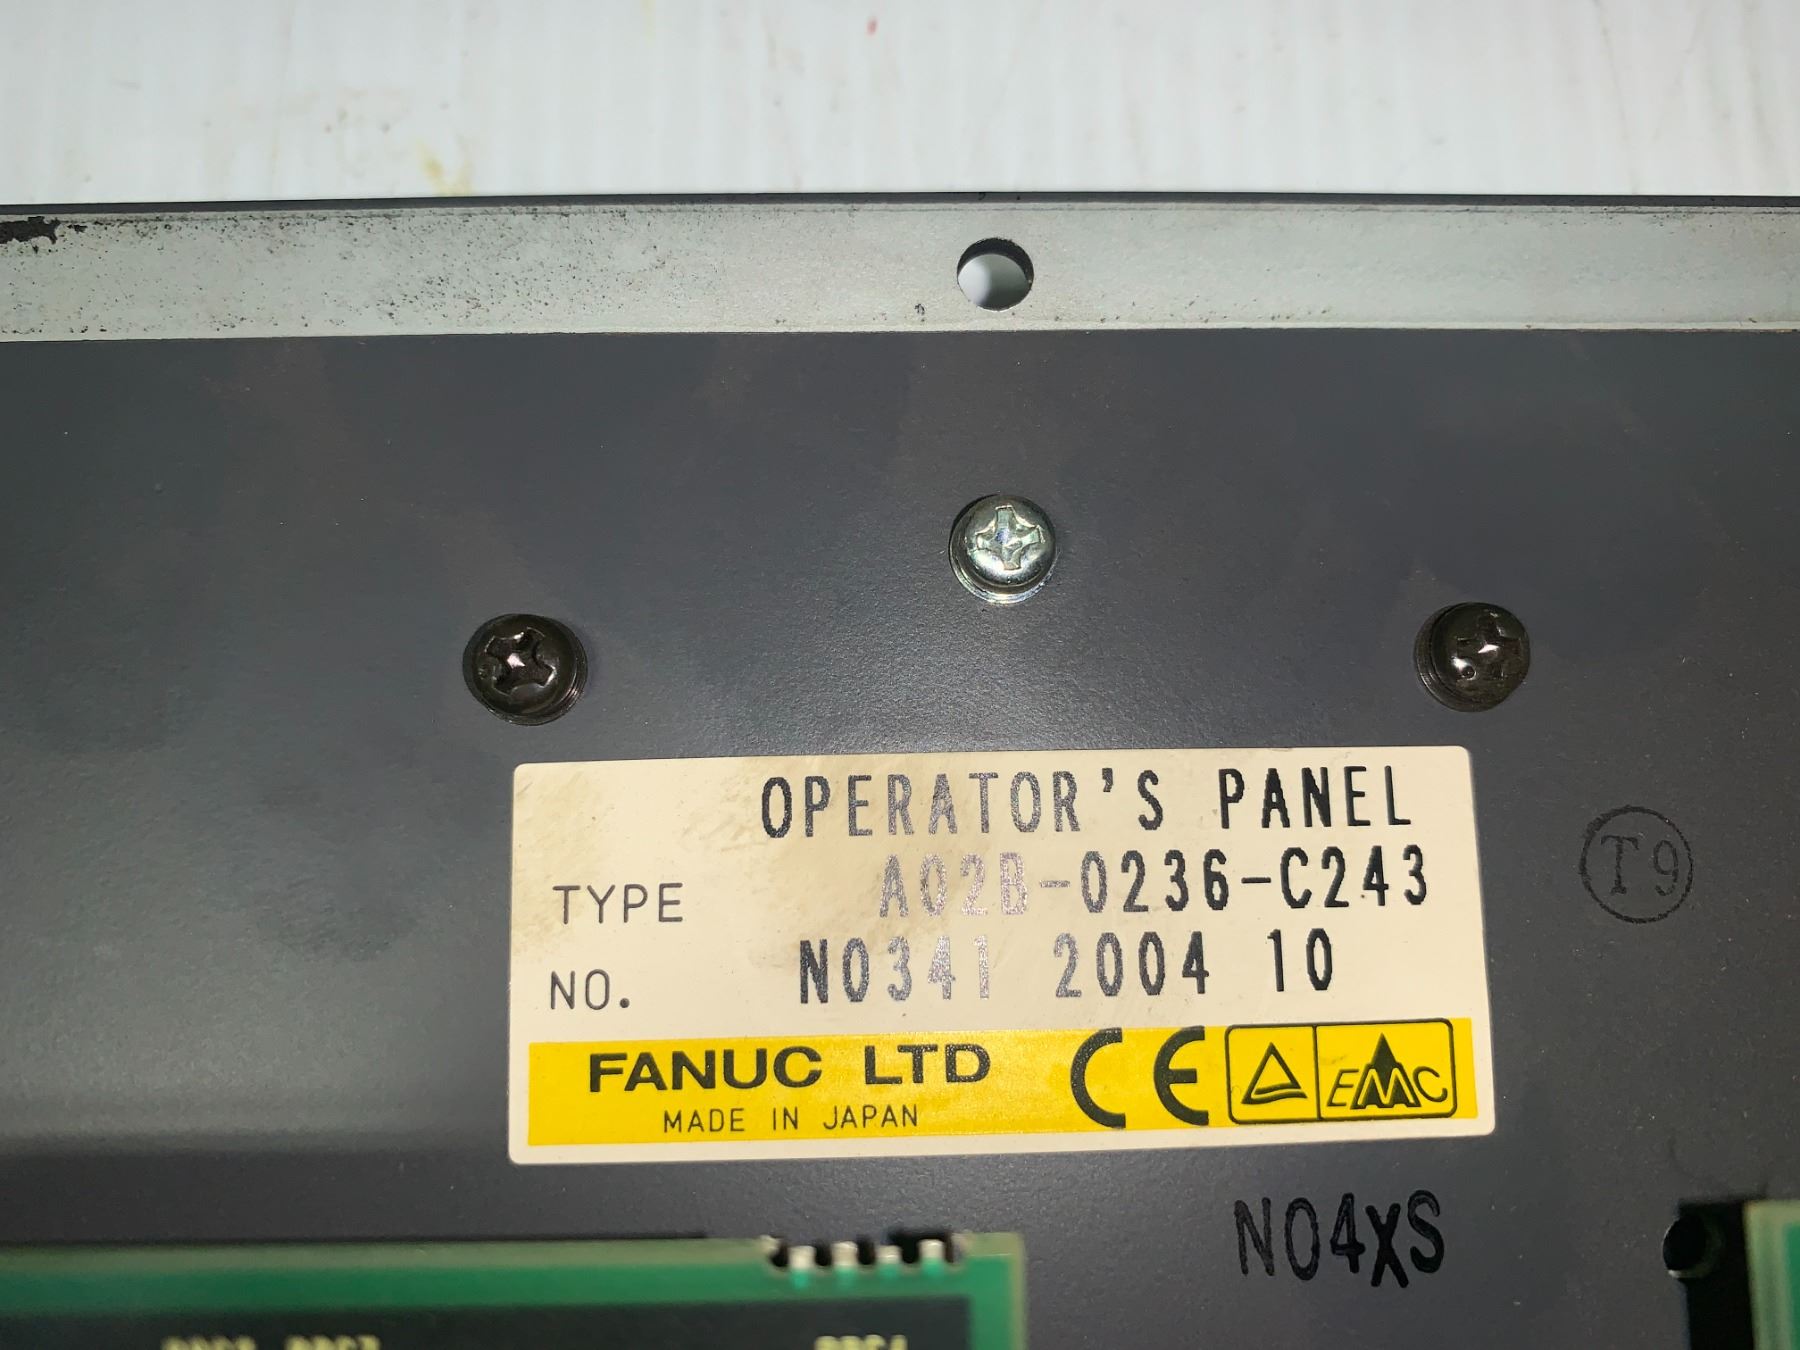 OPERATOR'S PANEL
TYPE A02B-0236-C243
NO. N0341 2004 10
FANUC LTD CE EMC
MADE IN JAPAN
T9
N04XS